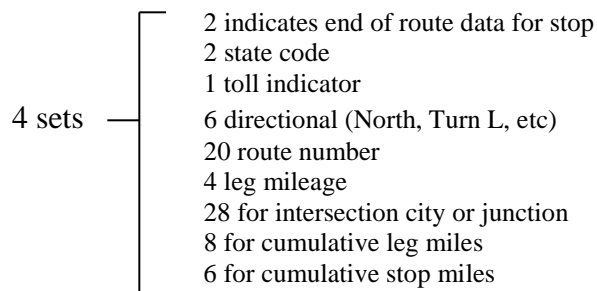 2 indicates end of route data for stop
2 state code
1 toll indicator
4 sets
6 directional (North, Turn L, etc)
20 route number
4 leg mileage
28 for intersection city or junction
8 for cumulative leg miles
6 for cumulative stop miles